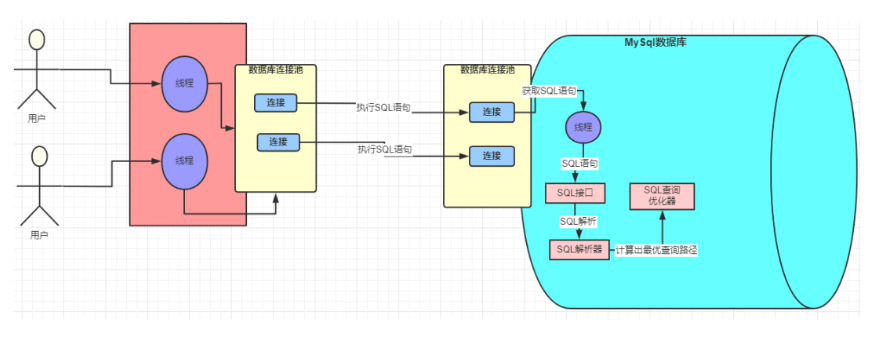 MySql数据库
数据库连接池
数据库连接池
线程
获取SQL语句
连接
执行SQL语句
连接
用户
线程
连接
执行SQL语句
连接
线程
SQL语句
SQL接口
SQL查询
优化器
SQL解析
用户
SQL解析器
计算出最优查询路径